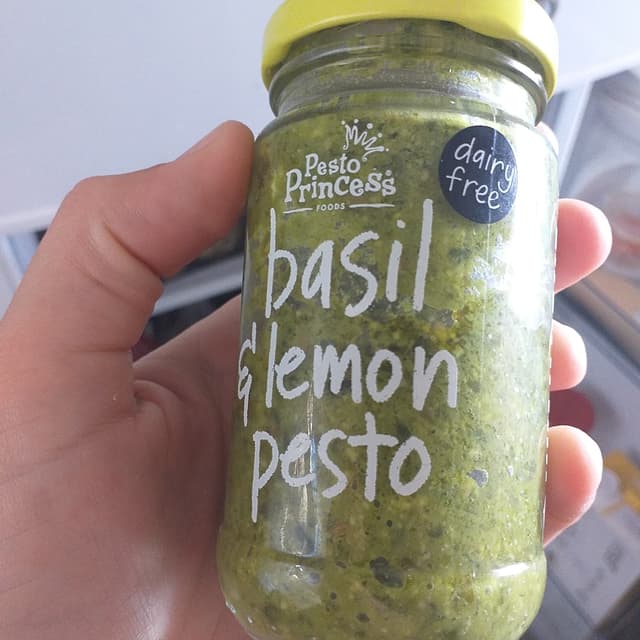 Pesto
Princess
FOODS
dairy
free
basil
& lemon
pesto